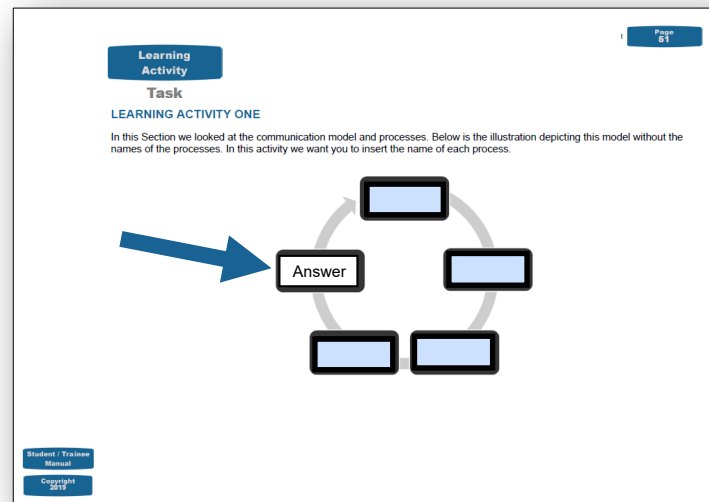 ! Page
51
Learning
Activity
Task
LEARNING ACTIVITY ONE
In this Section we looked at the communication model and processes. Below is the illustration depicting this model without the
names of the processes. In this activity we want you to insert the name of each process.
Answer
Student / Trainee
Manual
Copyright
2019